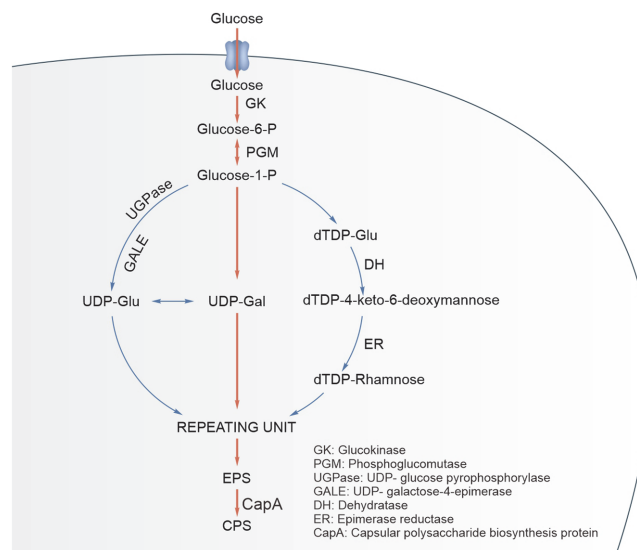 Glucose
Glucose
GK
Glucose-6-P
PGM
Glucose-1-P
UGPase
GALE
dTDP-Glu
DH
UDP-Glu
UDP-Gal
dTDP-4-keto-6-deoxymannose
ER
dTDP-Rhamnose
REPEATING UNIT
EPS
CapA
CPS
GK: Glucokinase
PGM: Phosphoglucomutase
UGPase: UDP- glucose pyrophosphorylase
GALE: UDP- galactose-4-epimerase
DH: Dehydratase
ER: Epimerase reductase
CapA: Capsular polysaccharide biosynthesis protein